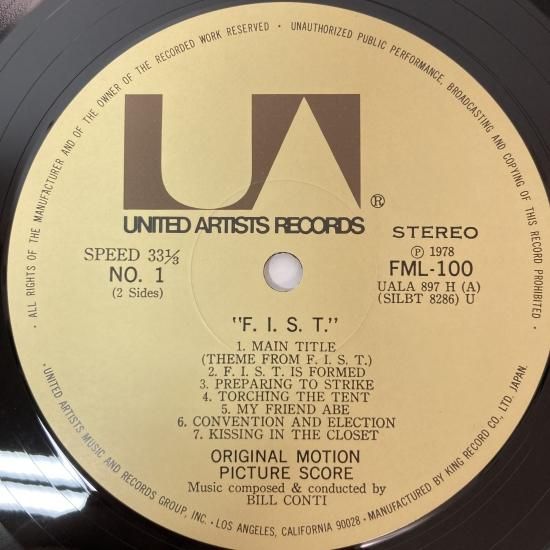 · ALL RIGHTS OF THE MANUFACTURER AND OF THE OWNER OF THE RECORDED WORK RESERVED · UNAUTHORIZED PUBLIC PERFORMANCE, BROADCASTING AND COPYING OF THIS RECORD PROHIBITED ·
UA®
UNITED ARTISTS RECORDS
SPEED 33⅓
NO. 1
(2 Sides)
STEREO
Ⓟ 1978
FML-100
UALA 897 H (A)
(SILBT 8286) U
"F. I. S. T."
1. MAIN TITLE
(THEME FROM F. I. S. T.)
2. F. I. S. T. IS FORMED
3. PREPARING TO STRIKE
4. TORCHING THE TENT
5. MY FRIEND ABE
6. CONVENTION AND ELECTION
7. KISSING IN THE CLOSET
ORIGINAL MOTION
PICTURE SCORE
Music composed & conducted by
BILL CONTI
· UNITED ARTISTS MUSIC AND RECORDS GROUP, INC. · LOS ANGELES, CALIFORNIA 90028 · MANUFACTURED BY KING RECORD CO., LTD. JAPAN.